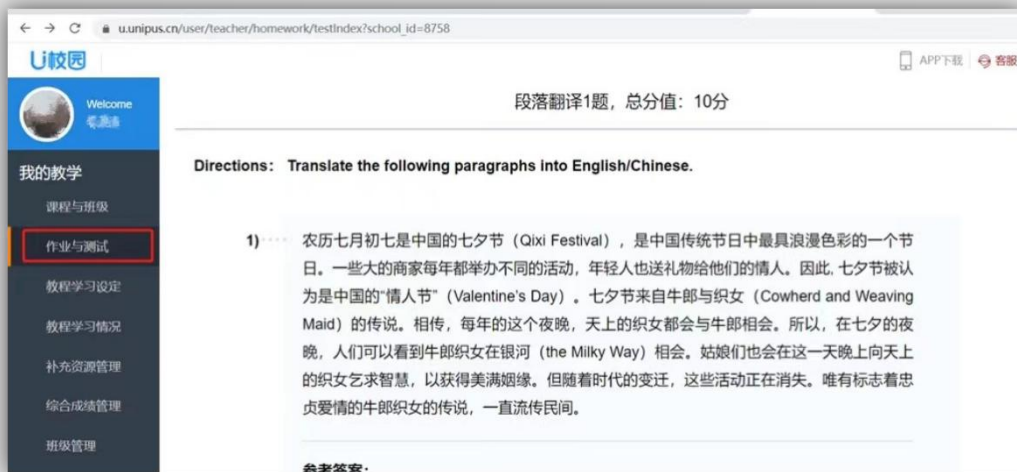 u.unipus.cn/user/teacher/homework/testIndex?school_id=8758
U校园
APP下载
客服
Welcome
段落翻译1题，总分值：10分
我的教学
课程与班级
作业与测试
教程学习设定
教程学习情况
补充资源管理
综合成绩管理
班级管理
Directions: Translate the following paragraphs into English/Chinese.
1) 农历七月初七是中国的七夕节（Qixi Festival），是中国传统节日中最具浪漫色彩的一个节
日。一些大的商家每年都举办不同的活动，年轻人也送礼物给他们的情人。因此, 七夕节被认
为是中国的“情人节”（Valentine's Day）。七夕节来自牛郎与织女（Cowherd and Weaving
Maid）的传说。相传，每年的这个夜晚，天上的织女都会与牛郎相会。所以，在七夕的夜
晚，人们可以看到牛郎织女在银河（the Milky Way）相会。姑娘们也会在这一天晚上向天上
的织女乞求智慧，以获得美满姻缘。但随着时代的变迁，这些活动正在消失。唯有标志着忠
贞爱情的牛郎织女的传说，一直流传民间。
参考答案：